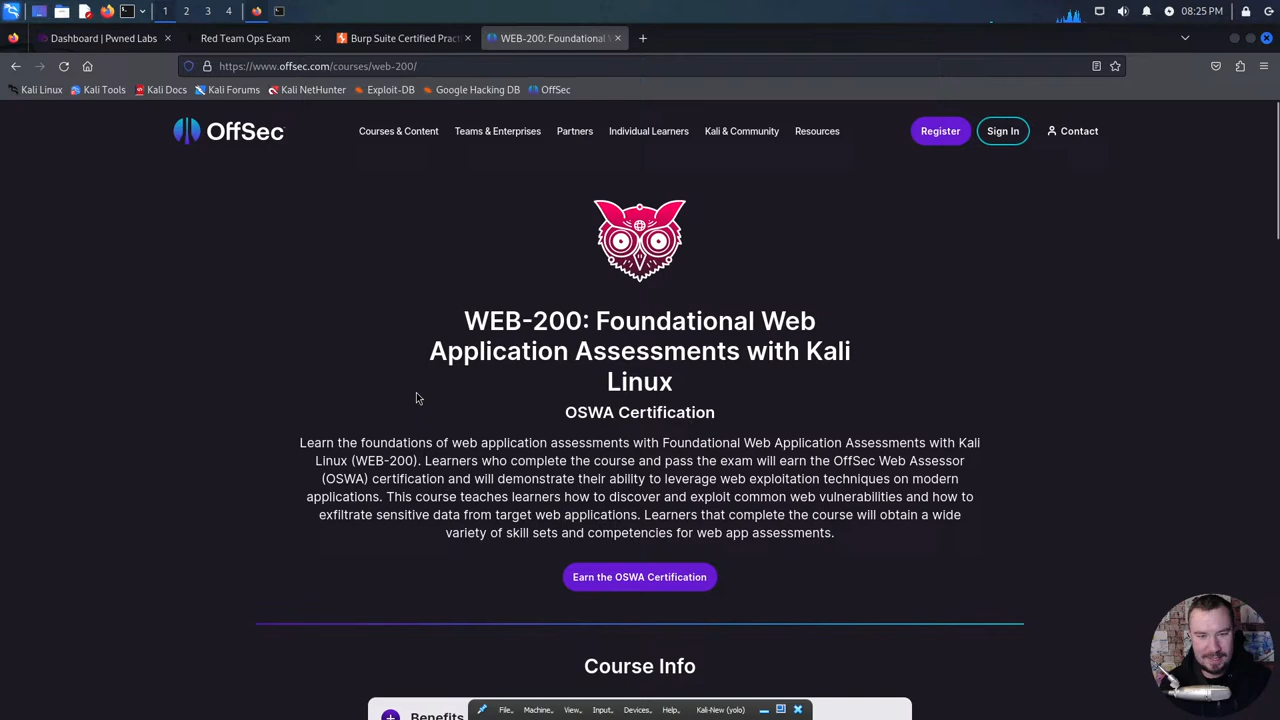 1 2 3 4 08:25 PM
Dashboard | Pwned Labs Red Team Ops Exam Burp Suite Certified Pract WEB-200: Foundational
https://www.offsec.com/courses/web-200/
Kali Linux Kali Tools Kali Docs Kali Forums Kali NetHunter Exploit-DB Google Hacking DB OffSec
OffSec Courses & Content Teams & Enterprises Partners Individual Learners Kali & Community Resources Register Sign In Contact
WEB-200: Foundational Web
Application Assessments with Kali
Linux
OSWA Certification
Learn the foundations of web application assessments with Foundational Web Application Assessments with Kali
Linux (WEB-200). Learners who complete the course and pass the exam will earn the OffSec Web Assessor
(OSWA) certification and will demonstrate their ability to leverage web exploitation techniques on modern
applications. This course teaches learners how to discover and exploit common web vulnerabilities and how to
exfiltrate sensitive data from target web applications. Learners that complete the course will obtain a wide
variety of skill sets and competencies for web app assessments.
Earn the OSWA Certification
Course Info
Benefits
File.. Machine.. View.. Input.. Devices.. Help.. Kali-New (yolo)